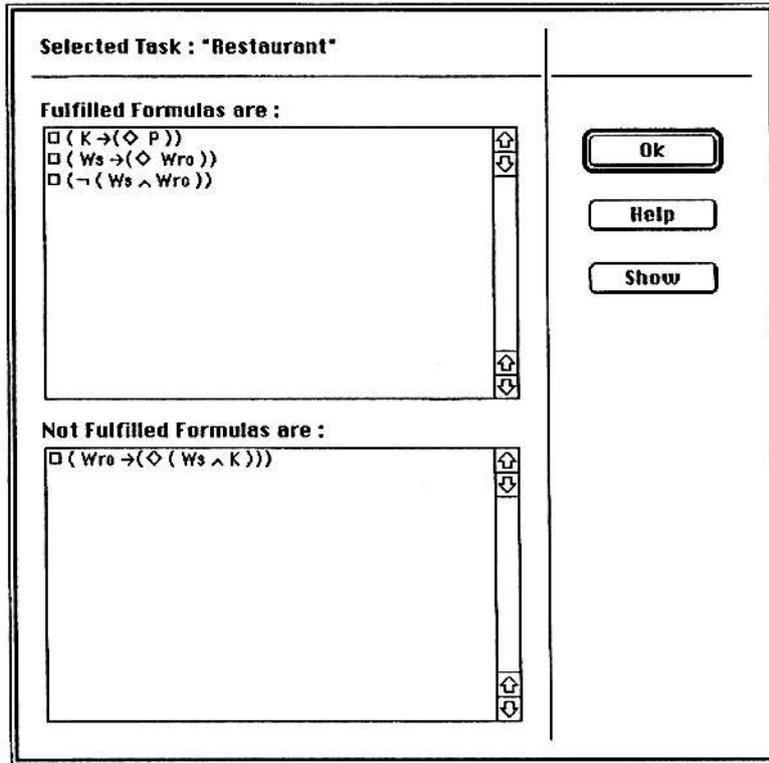 Selected Task : "Restaurant"
Fulfilled Formulas are :
□ ( K →(◇ P ))
□ ( Ws →(◇ Wro ))
□ (¬ ( Ws ∧ Wro ))
Ok
Help
Show
Not Fulfilled Formulas are :
□ ( Wro →(◇ ( Ws ∧ K )))